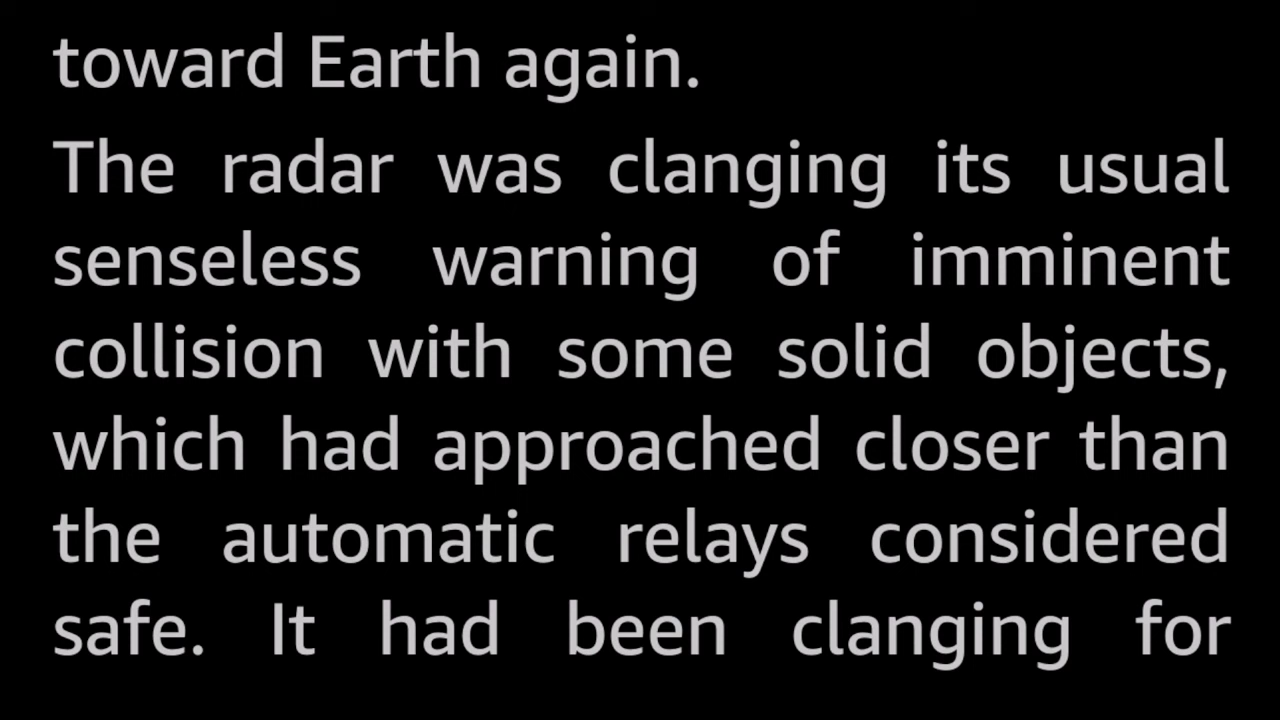 toward Earth again.
The radar was clanging its usual
senseless warning of imminent
collision with some solid objects,
which had approached closer than
the automatic relays considered
safe. It had been clanging for